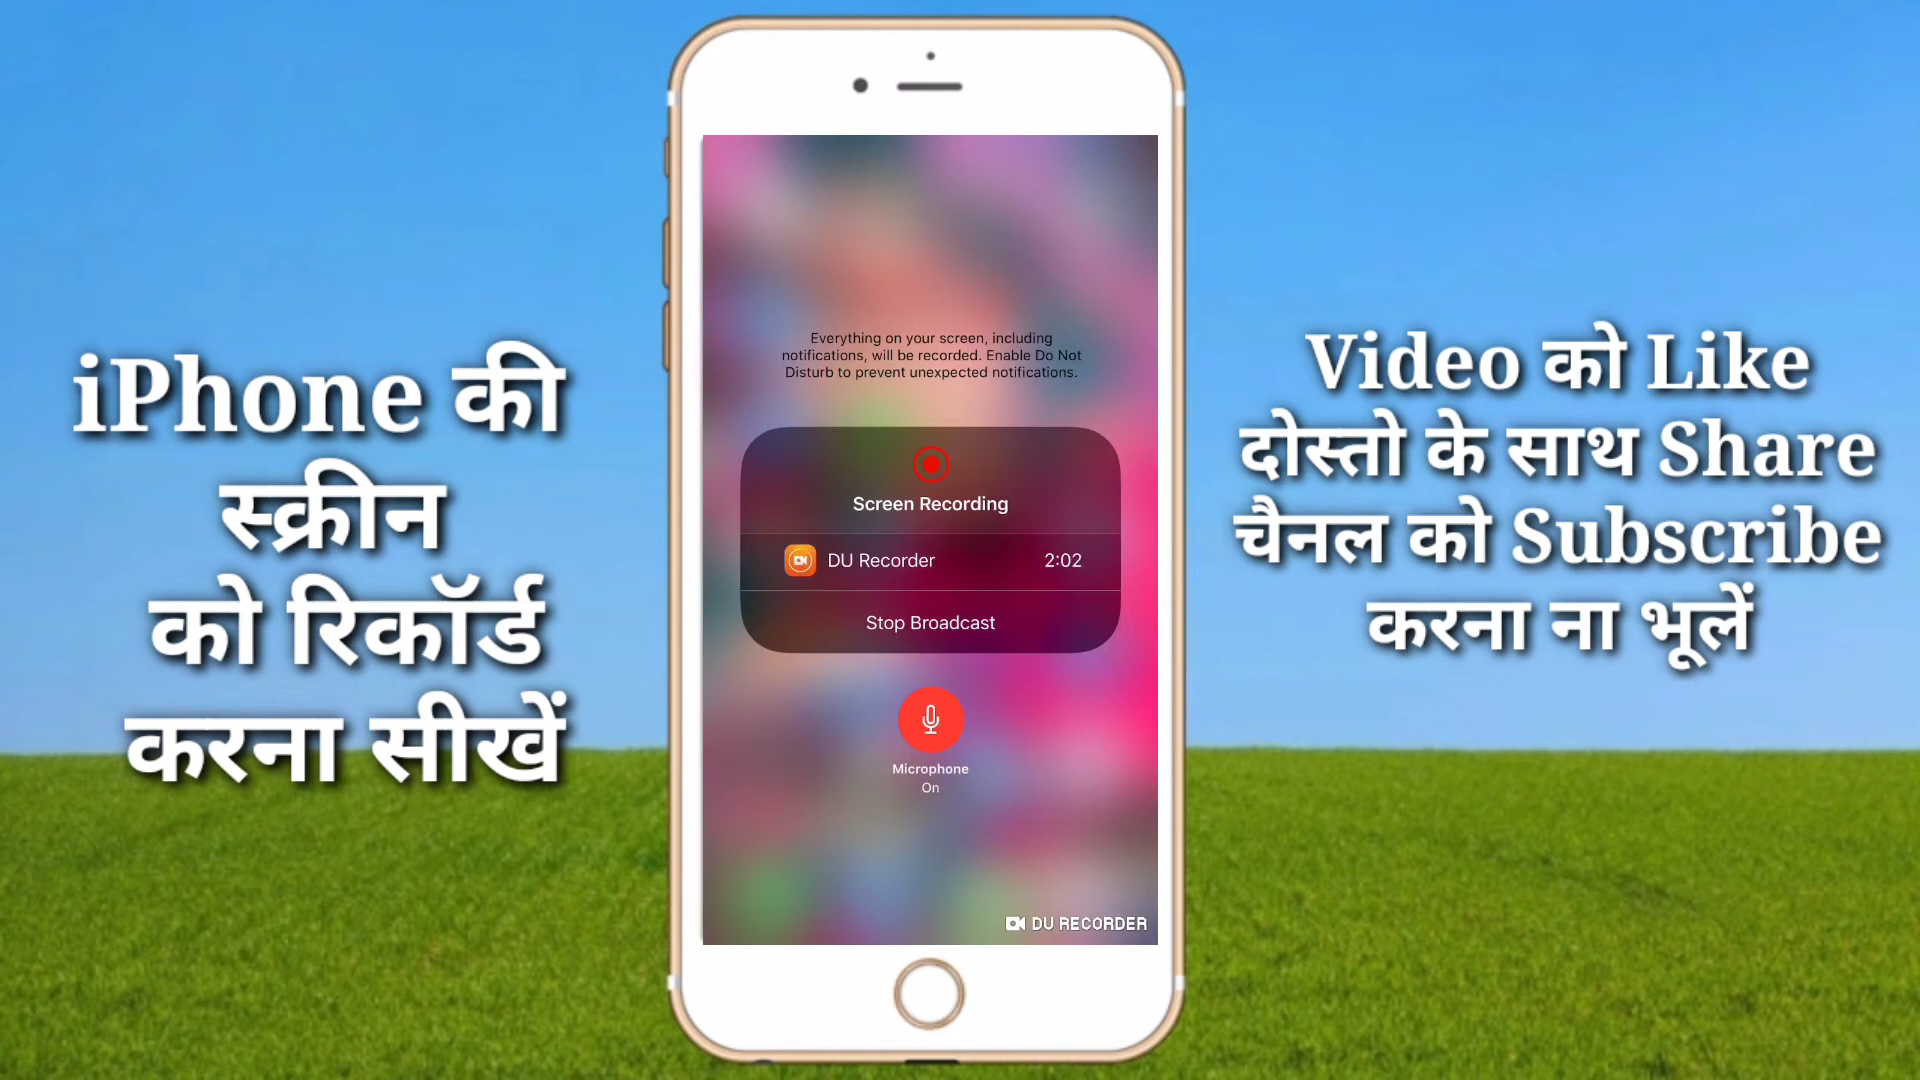 iPhone की
स्क्रीन
को रिकॉर्ड
करना सीखें
Everything on your screen, including
notifications, will be recorded. Enable Do Not
Disturb to prevent unexpected notifications.
Screen Recording
DU Recorder 2:02
Stop Broadcast
Microphone
On
DU RECORDER
Video को Like
दोस्तो के साथ Share
चैनल को Subscribe
करना ना भूलें